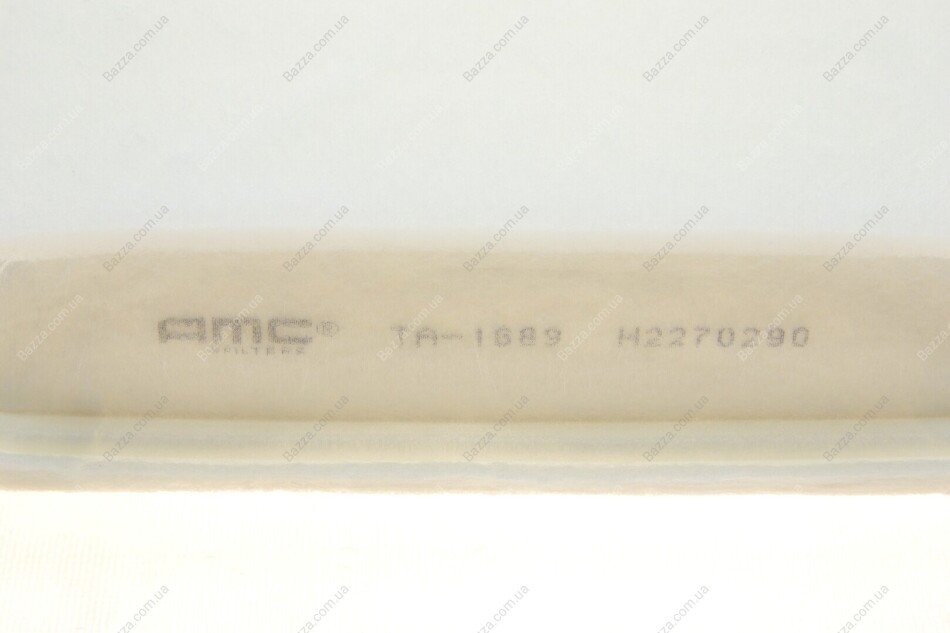 AMC® TA-1689 H2270290
FILTERS
Bazza.com.ua